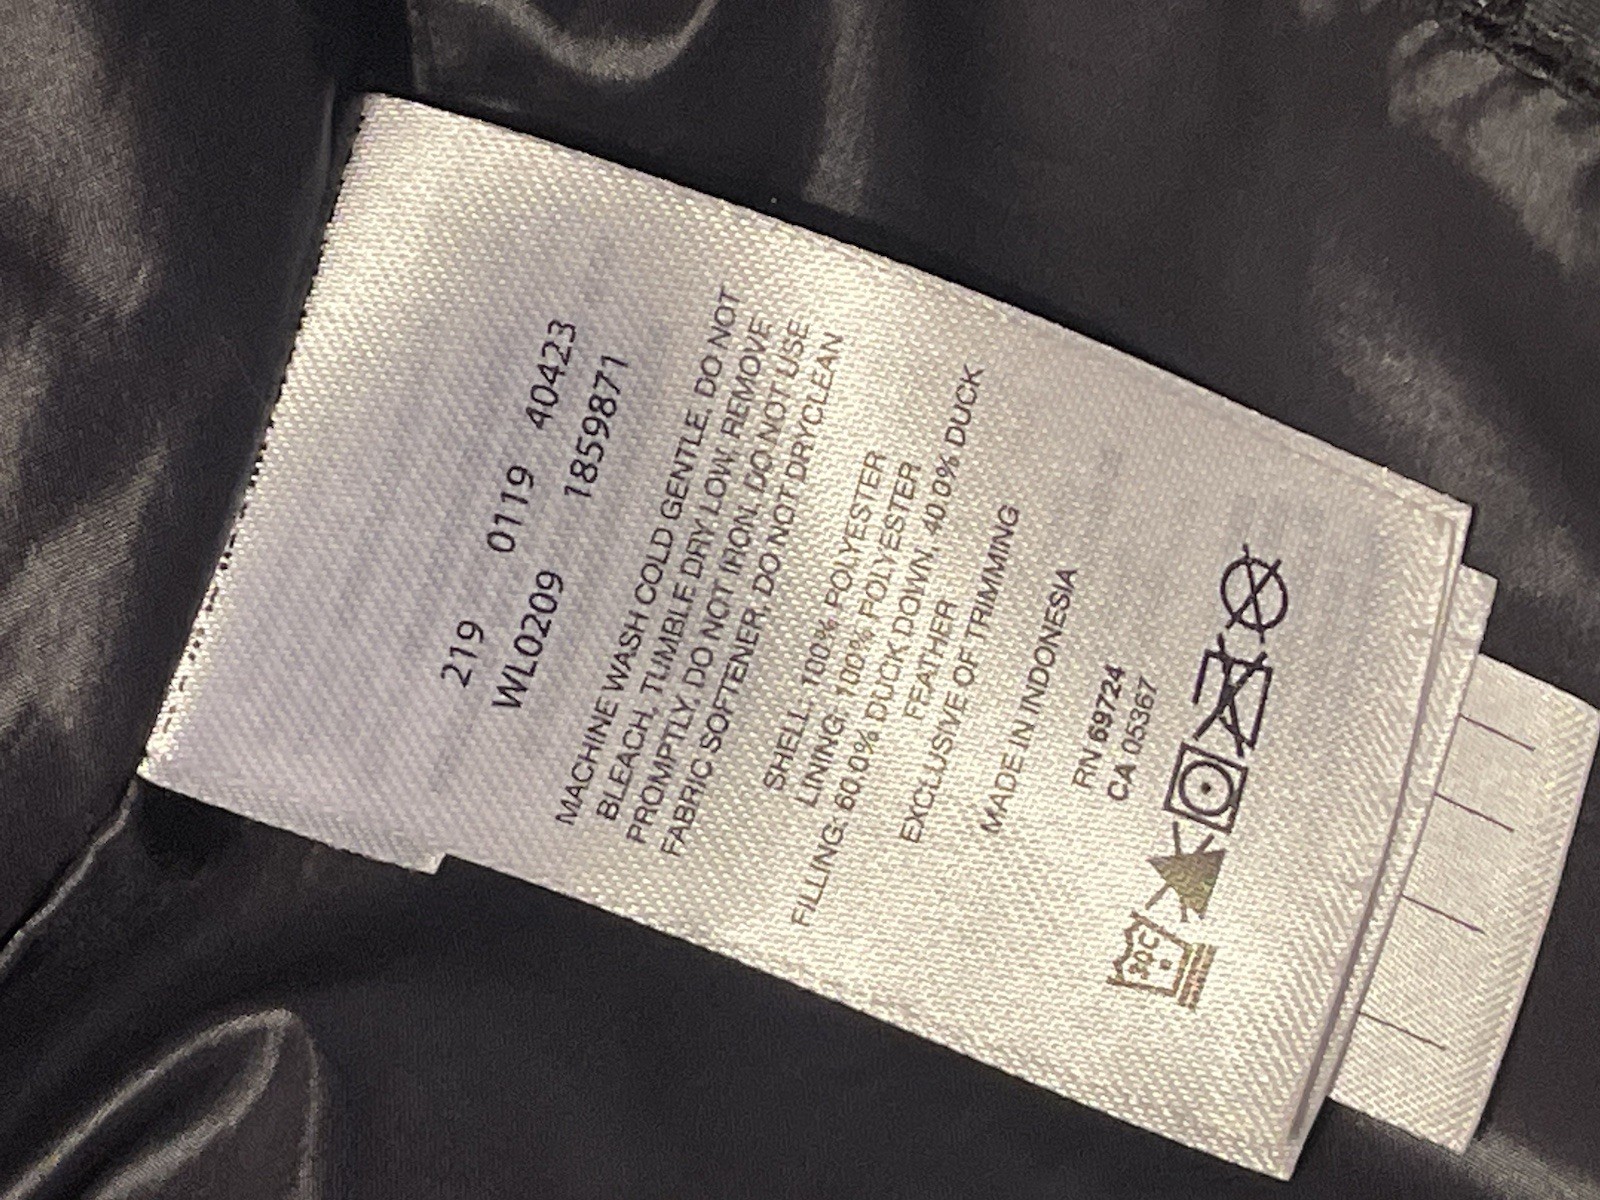 219 0119 40423
WL0209 1859871
MACHINE WASH COLD GENTLE, DO NOT
BLEACH, TUMBLE DRY LOW, REMOVE
PROMPTLY, DO NOT IRON, DO NOT USE
FABRIC SOFTENER, DO NOT DRYCLEAN
SHELL: 100% POLYESTER
LINING: 100% POLYESTER
FILLING: 60.0% DUCK DOWN, 40.0% DUCK
FEATHER
EXCLUSIVE OF TRIMMING
MADE IN INDONESIA
RN 69724
CA 05367
30C